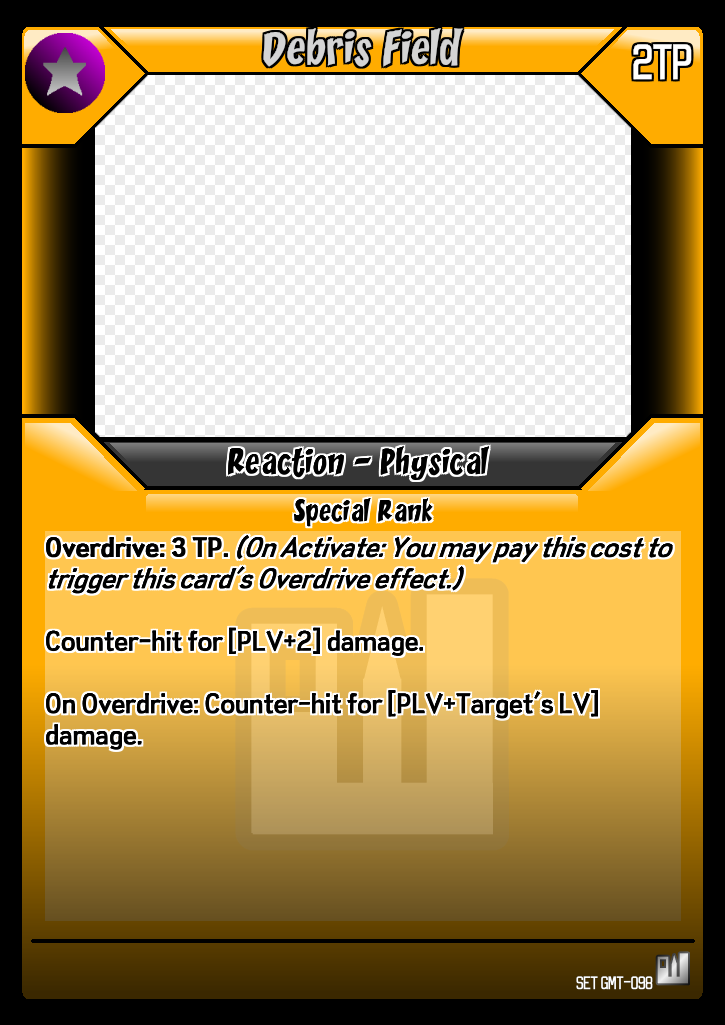 Debris Field
2TP
Reaction - Physical
Special Rank
Overdrive: 3 TP. (On Activate: You may pay this cost to
trigger this card's Overdrive effect.)
Counter-hit for [PLV+2] damage.
On Overdrive: Counter-hit for [PLV+Target's LV]
damage.
SET GMT-098